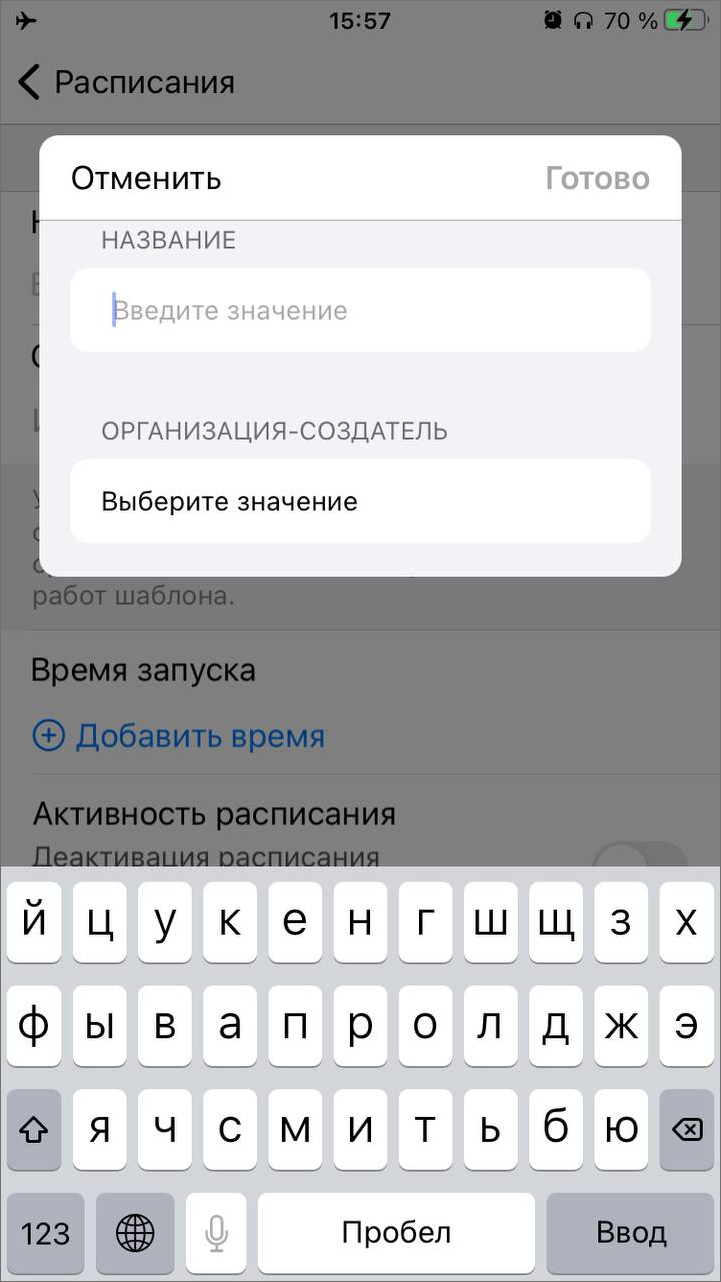 15:57
70 %
Расписания
Отменить
Готово
НАЗВАНИЕ
Введите значение
ОРГАНИЗАЦИЯ-СОЗДАТЕЛЬ
Выберите значение
работ шаблона.
Время запуска
Добавить время
Активность расписания
Деактивация расписания
й ц у к е н г ш щ з х
ф ы в а п р о л д ж э
я ч с м и т ь б ю
123
Пробел
Ввод